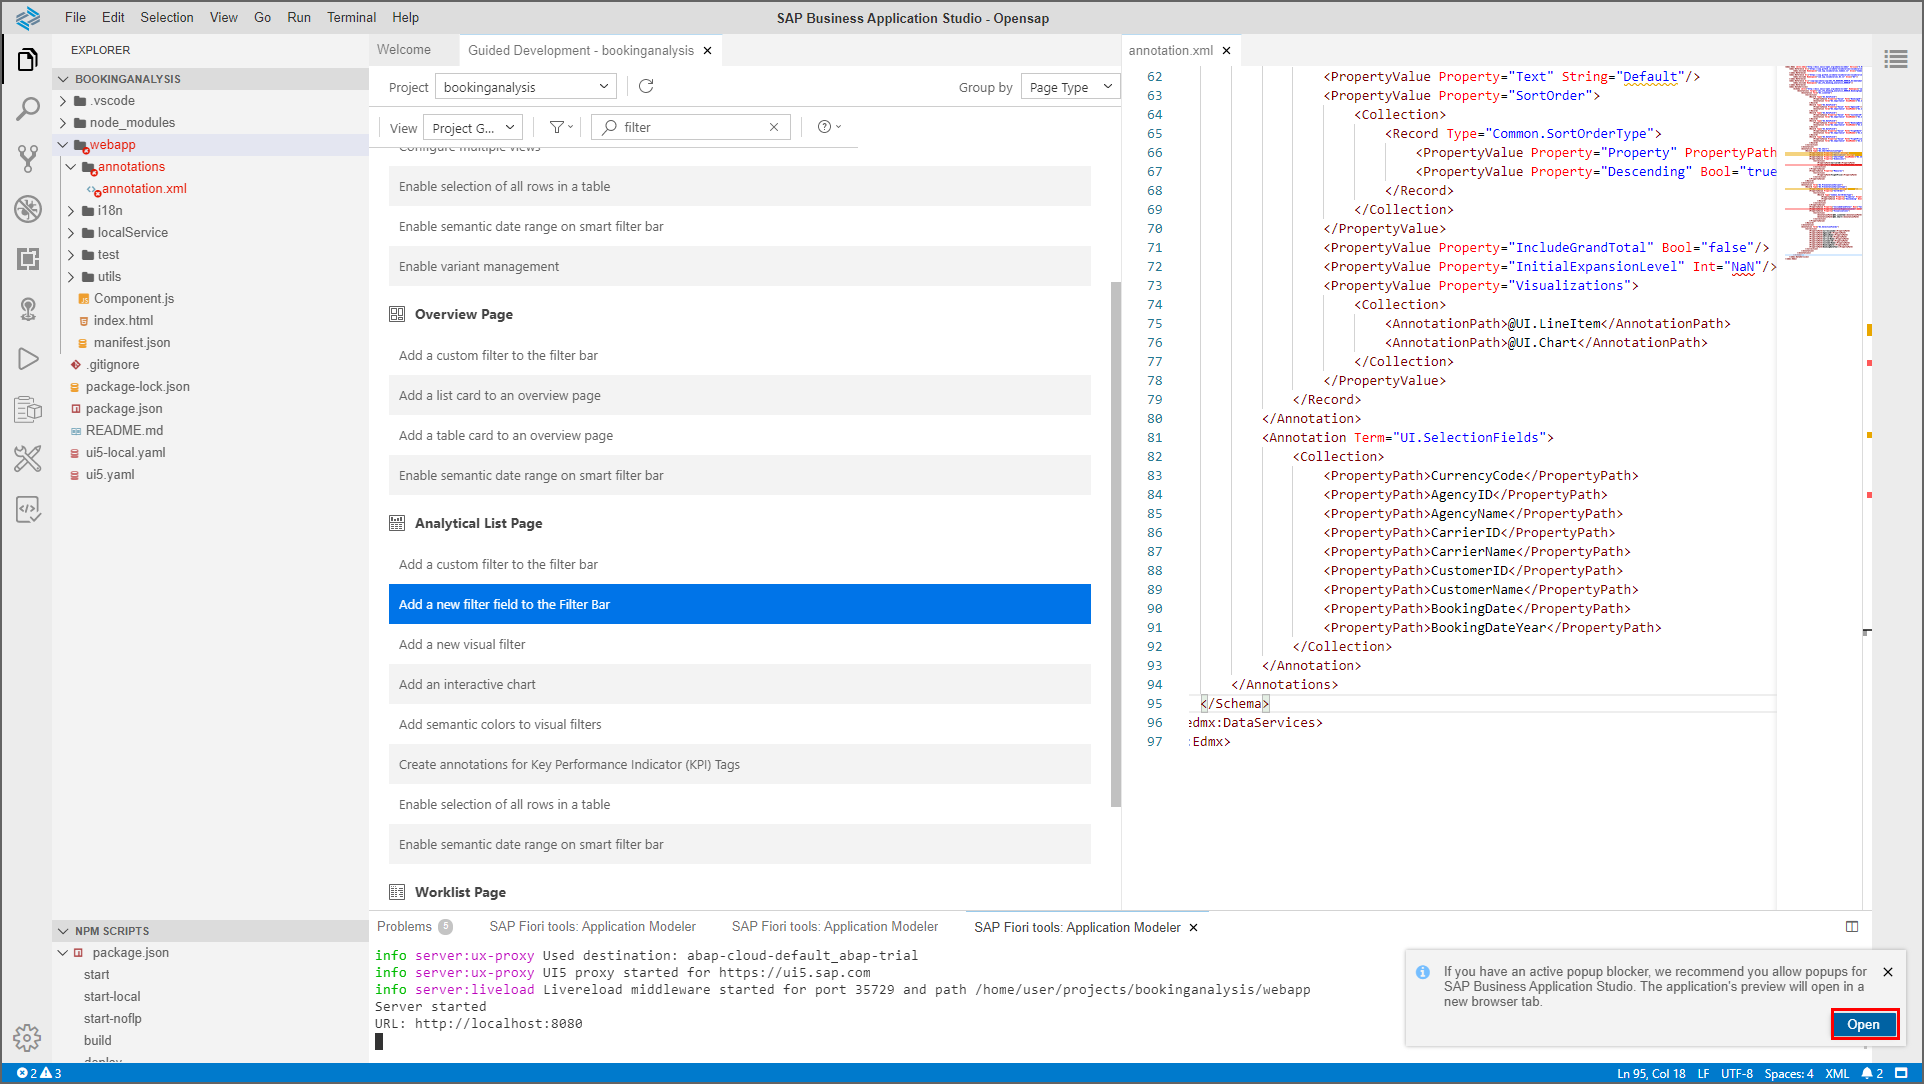 File Edit Selection View Go Run Terminal Help
SAP Business Application Studio - Opensap
EXPLORER
BOOKINGANALYSIS
.vscode
node_modules
webapp
annotations
annotation.xml
i18n
localService
test
utils
Component.js
index.html
manifest.json
.gitignore
package-lock.json
package.json
README.md
ui5-local.yaml
ui5.yaml
NPM SCRIPTS
package.json
start
start-local
start-noflp
build
deploy
Welcome
Guided Development - bookinganalysis
Project bookinganalysis
Group by Page Type
View Project G... filter
Configure multiple views
Enable selection of all rows in a table
Enable semantic date range on smart filter bar
Enable variant management
Overview Page
Add a custom filter to the filter bar
Add a list card to an overview page
Add a table card to an overview page
Enable semantic date range on smart filter bar
Analytical List Page
Add a custom filter to the filter bar
Add a new filter field to the Filter Bar
Add a new visual filter
Add an interactive chart
Add semantic colors to visual filters
Create annotations for Key Performance Indicator (KPI) Tags
Enable selection of all rows in a table
Enable semantic date range on smart filter bar
Worklist Page
annotation.xml
62 <PropertyValue Property="Text" String="Default"/>
63 <PropertyValue Property="SortOrder">
64 <Collection>
65 <Record Type="Common.SortOrderType">
66 <PropertyValue Property="Property" PropertyPath
67 <PropertyValue Property="Descending" Bool="true
68 </Record>
69 </Collection>
70 </PropertyValue>
71 <PropertyValue Property="IncludeGrandTotal" Bool="false"/>
72 <PropertyValue Property="InitialExpansionLevel" Int="NaN"/>
73 <PropertyValue Property="Visualizations">
74 <Collection>
75 <AnnotationPath>@UI.LineItem</AnnotationPath>
76 <AnnotationPath>@UI.Chart</AnnotationPath>
77 </Collection>
78 </PropertyValue>
79 </Record>
80 </Annotation>
81 <Annotation Term="UI.SelectionFields">
82 <Collection>
83 <PropertyPath>CurrencyCode</PropertyPath>
84 <PropertyPath>AgencyID</PropertyPath>
85 <PropertyPath>AgencyName</PropertyPath>
86 <PropertyPath>CarrierID</PropertyPath>
87 <PropertyPath>CarrierName</PropertyPath>
88 <PropertyPath>CustomerID</PropertyPath>
89 <PropertyPath>CustomerName</PropertyPath>
90 <PropertyPath>BookingDate</PropertyPath>
91 <PropertyPath>BookingDateYear</PropertyPath>
92 </Collection>
93 </Annotation>
94 </Annotations>
95 </Schema>
96 edmx:DataServices>
97 :Edmx>
Problems 5 SAP Fiori tools: Application Modeler SAP Fiori tools: Application Modeler SAP Fiori tools: Application Modeler
info server:ux-proxy Used destination: abap-cloud-default_abap-trial
info server:ux-proxy UI5 proxy started for https://ui5.sap.com
info server:liveload Livereload middleware started for port 35729 and path /home/user/projects/bookinganalysis/webapp
Server started
URL: http://localhost:8080
If you have an active popup blocker, we recommend you allow popups for
SAP Business Application Studio. The application's preview will open in a
new browser tab.
Open
2 3
Ln 95, Col 18 LF UTF-8 Spaces: 4 XML 2